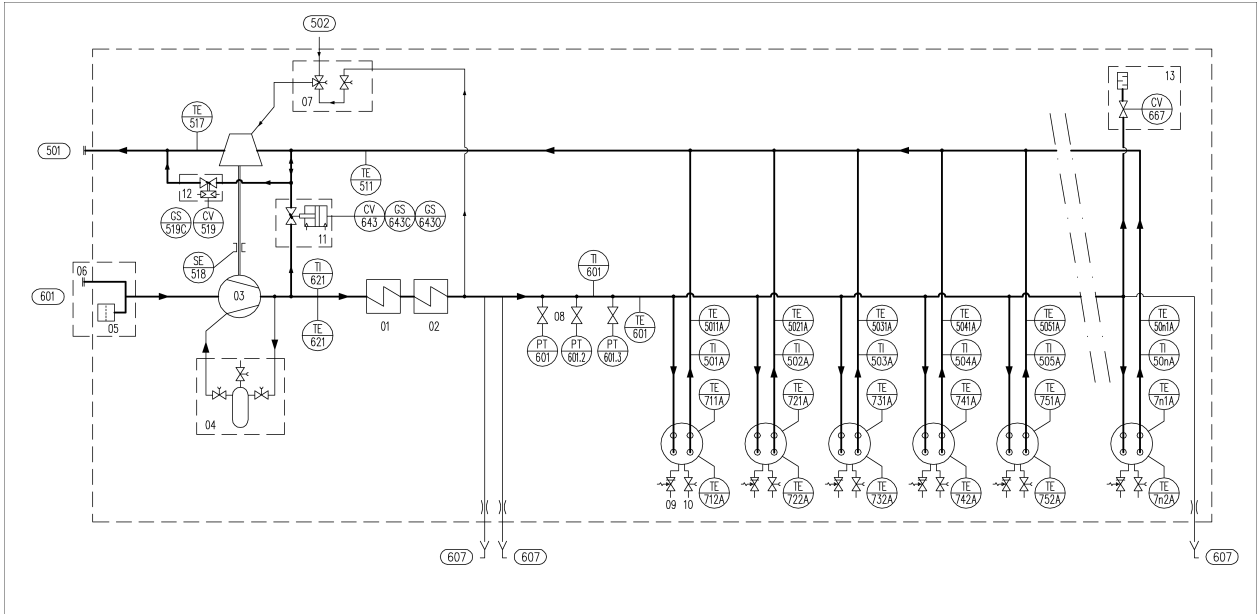 502
13
07
TE
517
CV
667
501
TE
511
12
GS
519C
CV
519
CV
643
GS
643C
GS
643O
11
SE
518
TI
621
TI
601
06
601
03
05
01
02
08
TE
621
PT
601
PT
601.2
PT
601.3
TE
601
TE
5011A
TE
5021A
TE
5031A
TE
5041A
TE
5051A
TE
50n1A
TI
501A
TI
502A
TI
503A
TI
504A
TI
505A
TI
50nA
TE
711A
TE
721A
TE
731A
TE
741A
TE
751A
TE
7n1A
04
TE
712A
TE
722A
TE
732A
TE
742A
TE
752A
TE
7n2A
09 10
607
607
607